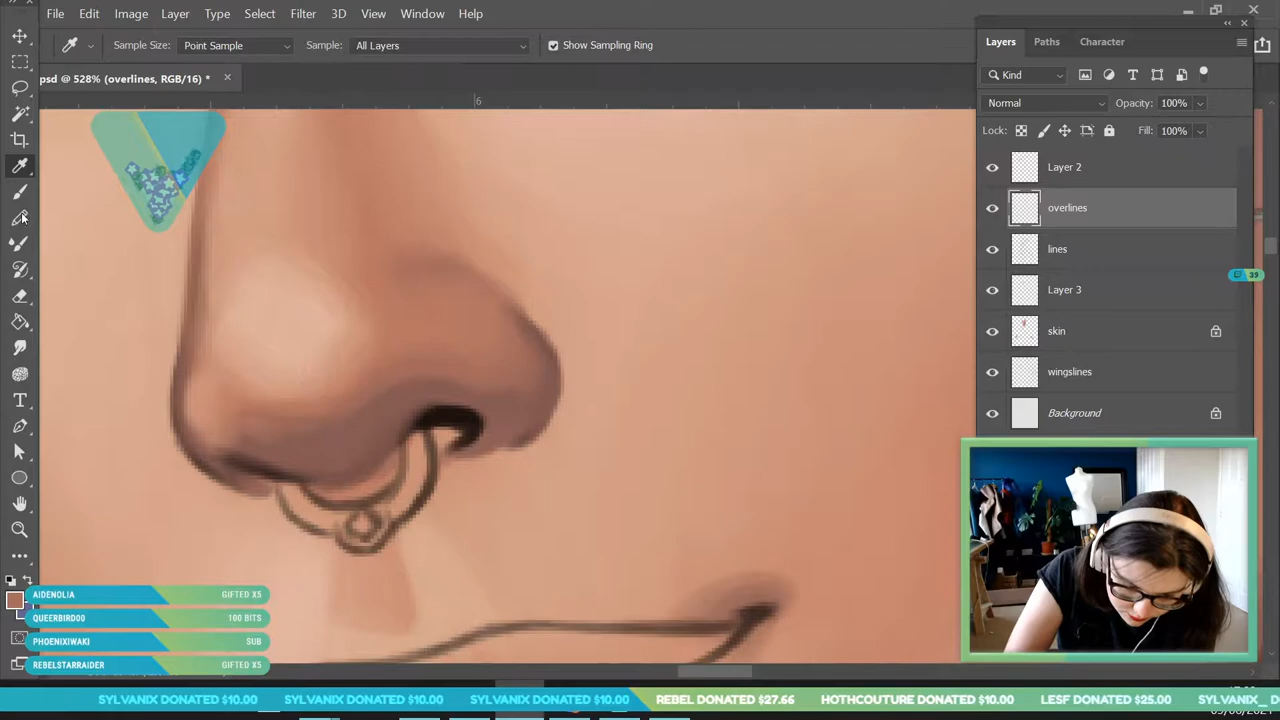 File Edit Image Layer Type Select Filter 3D View Window Help
Sample Size: Point Sample Sample: All Layers Show Sampling Ring
psd @ 528% (overlines, RGB/16) *
6
Layers Paths Character
Kind
Normal Opacity: 100%
Lock: Fill: 100%
Layer 2
overlines
lines
39
Layer 3
skin
wingslines
Background
AIDENOLIA GIFTED X5
QUEERBIRD00 100 BITS
PHOENIXIWAKI SUB
REBELSTARRAIDER GIFTED X5
SYLVANIX DONATED $10.00 SYLVANIX DONATED $10.00 SYLVANIX DONATED $10.00 REBEL DONATED $27.66 HOTHCOUTURE DONATED $10.00 LESF DONATED $25.00 SYLVANIX_